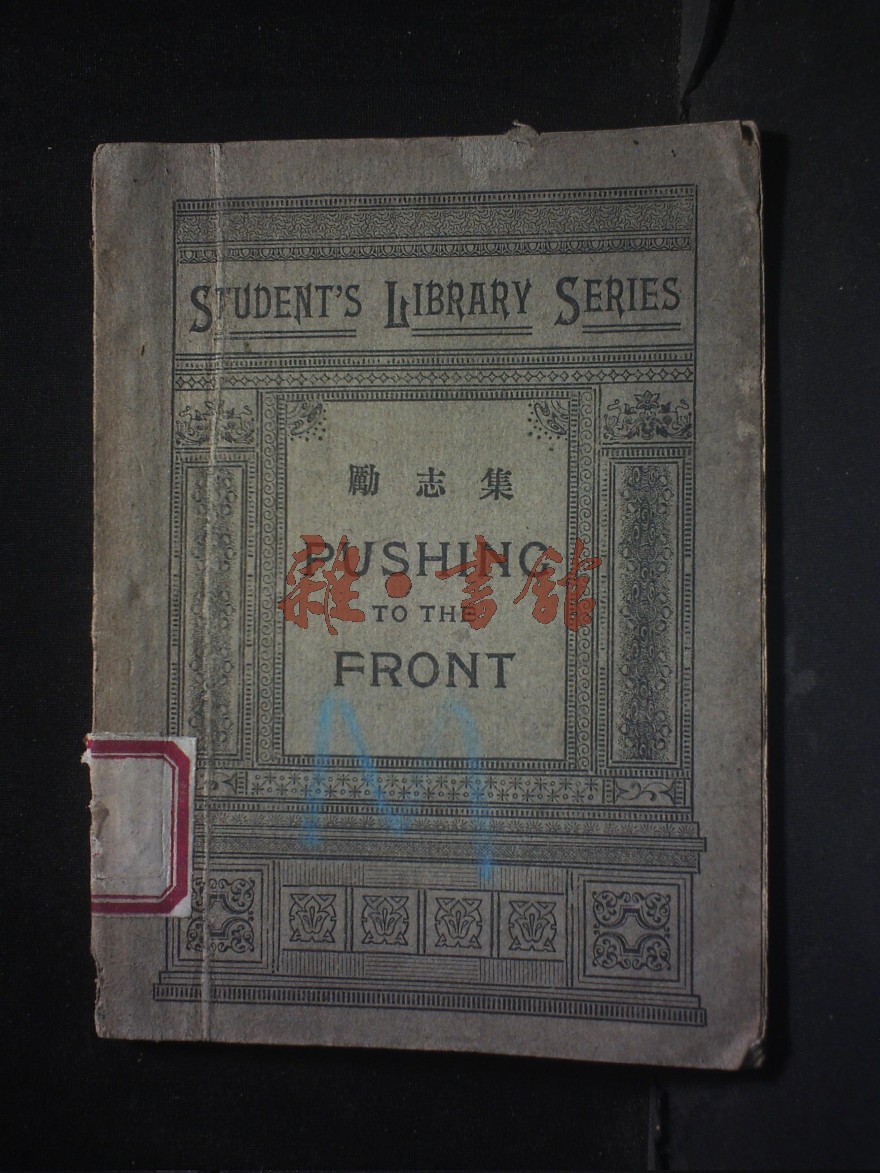 STUDENT'S LIBRARY SERIES
勵志集
PUSHING
雜·書館
TO THE
FRONT
M